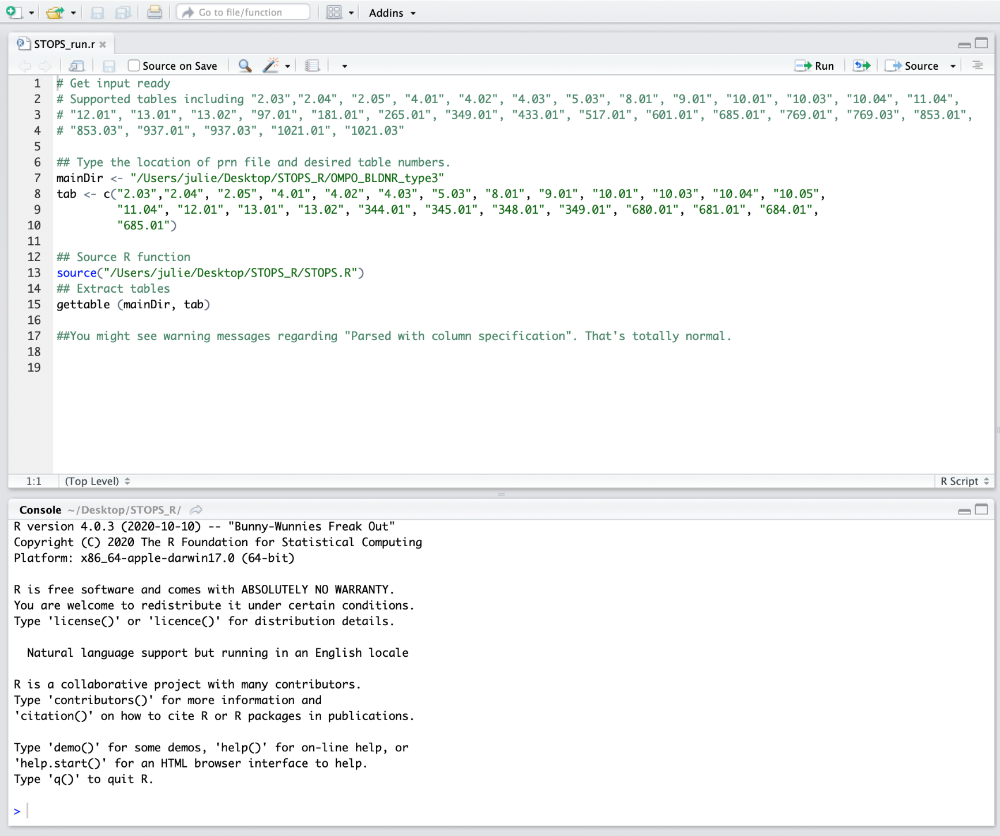 Go to file/function
Addins
STOPS_run.r
Source on Save
Run
Source
1 # Get input ready
2 # Supported tables including "2.03","2.04", "2.05", "4.01", "4.02", "4.03", "5.03", "8.01", "9.01", "10.01", "10.03", "10.04", "11.04",
3 # "12.01", "13.01", "13.02", "97.01", "181.01", "265.01", "349.01", "433.01", "517.01", "601.01", "685.01", "769.01", "769.03", "853.01",
4 # "853.03", "937.01", "937.03", "1021.01", "1021.03"
5
6 ## Type the location of prn file and desired table numbers.
7 mainDir <- "/Users/julie/Desktop/STOPS_R/OMPO_BLDNR_type3"
8 tab <- c("2.03","2.04", "2.05", "4.01", "4.02", "4.03", "5.03", "8.01", "9.01", "10.01", "10.03", "10.04", "10.05",
9 "11.04", "12.01", "13.01", "13.02", "344.01", "345.01", "348.01", "349.01", "680.01", "681.01", "684.01",
10 "685.01")
11
12 ## Source R function
13 source("/Users/julie/Desktop/STOPS_R/STOPS.R")
14 ## Extract tables
15 gettable (mainDir, tab)
16
17 ##You might see warning messages regarding "Parsed with column specification". That's totally normal.
18
19
1:1 (Top Level) R Script
Console ~/Desktop/STOPS_R/
R version 4.0.3 (2020-10-10) -- "Bunny-Wunnies Freak Out"
Copyright (C) 2020 The R Foundation for Statistical Computing
Platform: x86_64-apple-darwin17.0 (64-bit)
R is free software and comes with ABSOLUTELY NO WARRANTY.
You are welcome to redistribute it under certain conditions.
Type 'license()' or 'licence()' for distribution details.
Natural language support but running in an English locale
R is a collaborative project with many contributors.
Type 'contributors()' for more information and
'citation()' on how to cite R or R packages in publications.
Type 'demo()' for some demos, 'help()' for on-line help, or
'help.start()' for an HTML browser interface to help.
Type 'q()' to quit R.
>